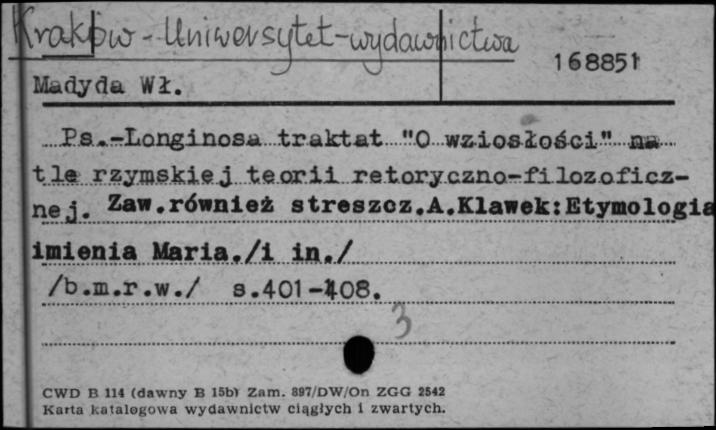 Kraków - Uniwersytet - wydawnictwa
168851
Madyda Wł.
Ps.-Longinosa traktat "O wziosłości" na
tle rzymskiej teorii retoryczno-filozoficz-
nej. Zaw.również streszcz.A.Klawek:Etymologia
imienia Maria./i in./
/b.m.r.w./ s.401-408.
3
CWD B 114 (dawny B 15b) Zam. 897/DW/On ZGG 2542
Karta katalogowa wydawnictw ciągłych i zwartych.